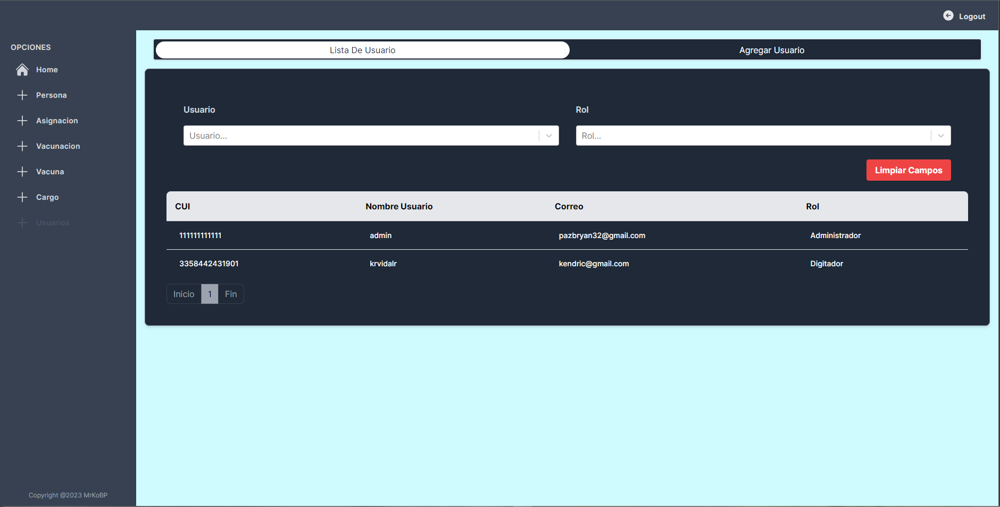 Logout
OPCIONES
Home
Persona
Asignacion
Vacunacion
Vacuna
Cargo
Usuarios
Copyright @2023 MrKoBP
Lista De Usuario
Agregar Usuario
Usuario
Rol
Usuario...
Rol...
Limpiar Campos
CUI Nombre Usuario Correo Rol
111111111111 admin pazbryan32@gmail.com Administrador
3358442431901 krvidalr kendric@gmail.com Digitador
Inicio 1 Fin